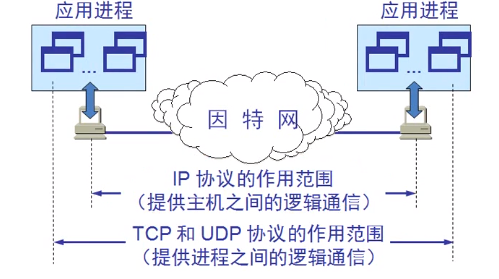 应用进程
应用进程
…
…
因特网
IP 协议的作用范围
（提供主机之间的逻辑通信）
TCP 和 UDP 协议的作用范围
（提供进程之间的逻辑通信）